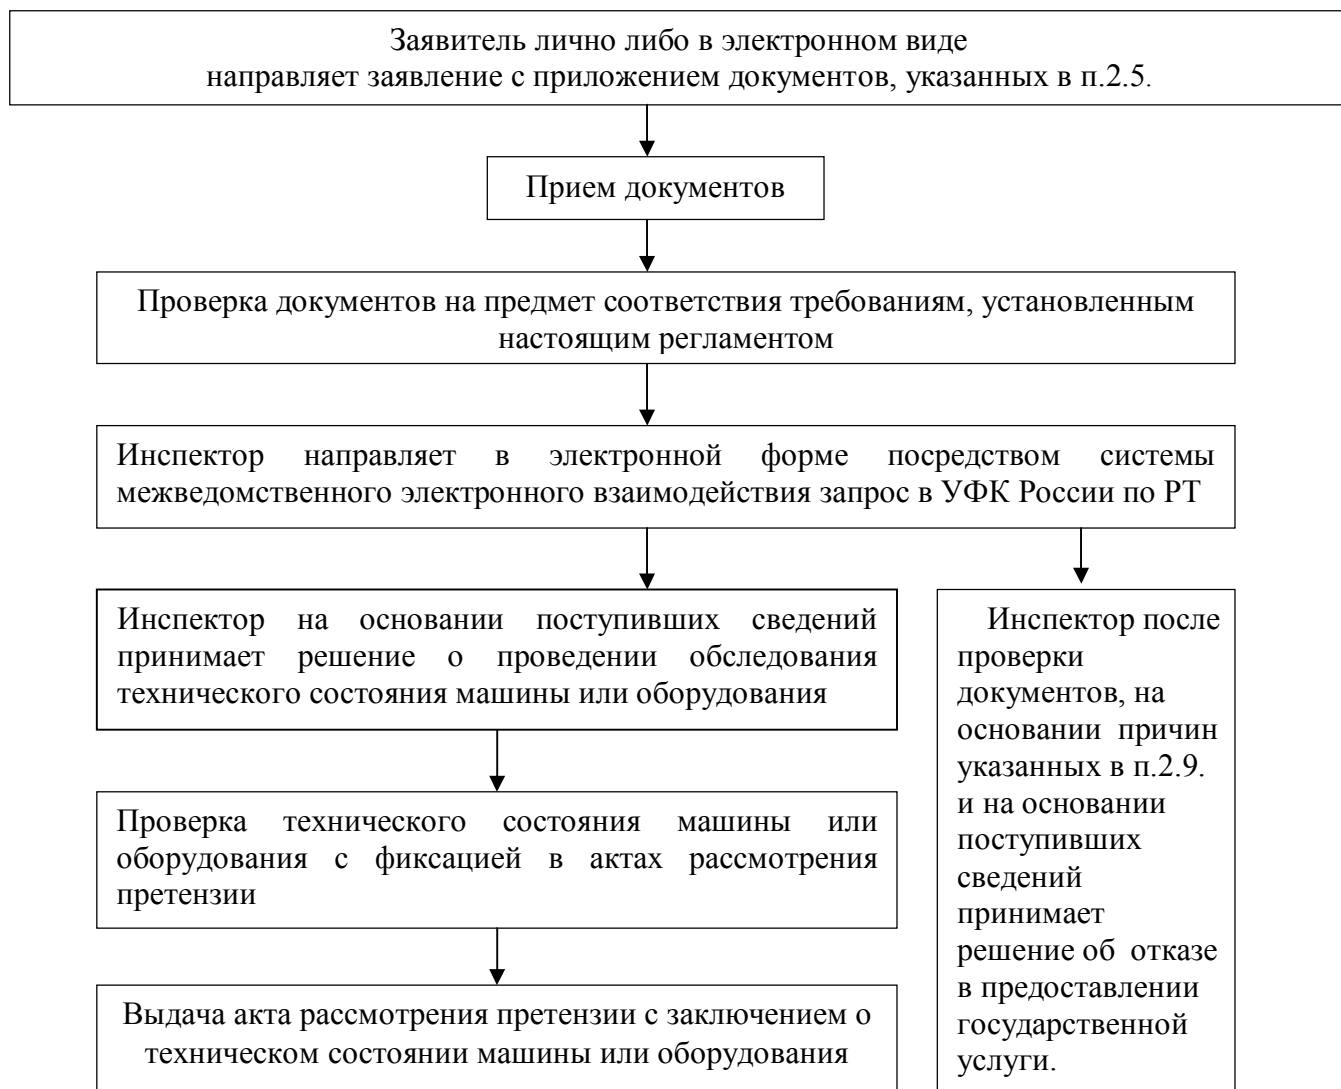 Заявитель лично либо в электронном виде
направляет заявление с приложением документов, указанных в п.2.5.
Прием документов
Проверка документов на предмет соответствия требованиям, установленным
настоящим регламентом
Инспектор направляет в электронной форме посредством системы
межведомственного электронного взаимодействия запрос в УФК России по РТ
Инспектор на основании поступивших сведений
принимает решение о проведении обследования
технического состояния машины или оборудования
Проверка технического состояния машины или
оборудования с фиксацией в актах рассмотрения
претензии
Выдача акта рассмотрения претензии с заключением о
техническом состоянии машины или оборудования
Инспектор после
проверки
документов, на
основании причин
указанных в п.2.9.
и на основании
поступивших
сведений
принимает
решение об отказе
в предоставлении
государственной
услуги.